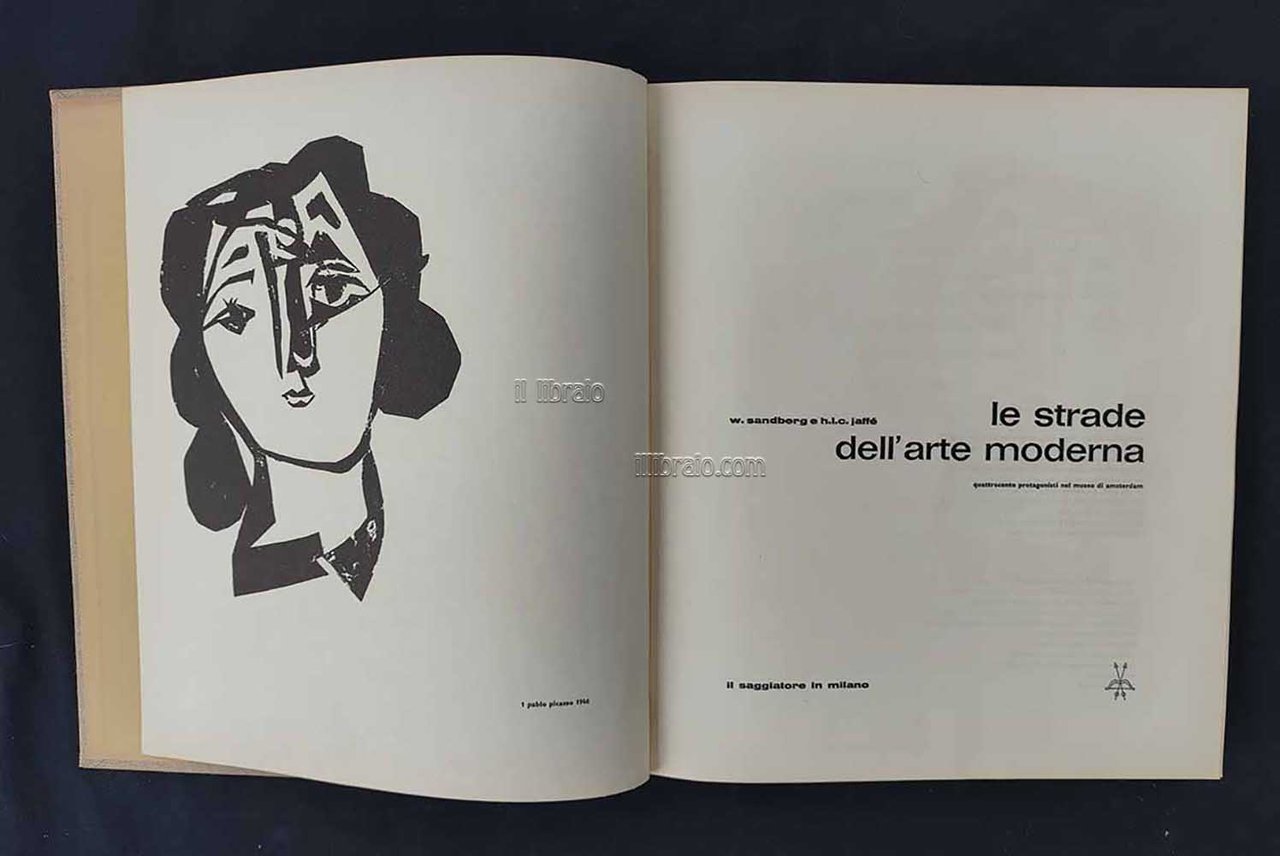 1 pablo picasso 1946
il libraio
illibraio.com
w. sandberg e h.l.c. jaffé
le strade
dell'arte moderna
quattrocento protagonisti nel museo di amsterdam
il saggiatore in milano